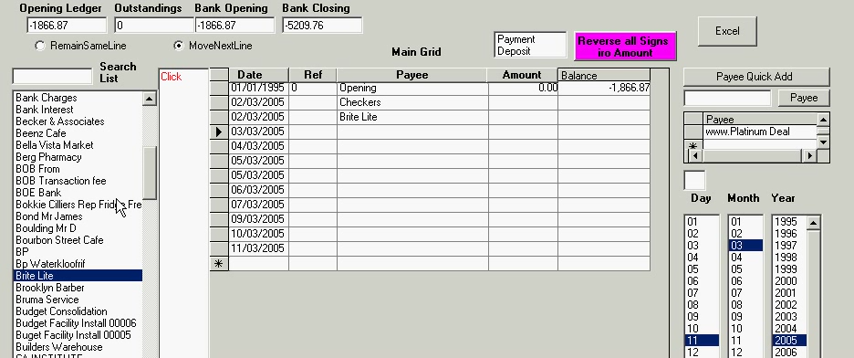 Opening Ledger Outstandings Bank Opening Bank Closing
-1866.87 0 -1866.87 -5209.76
RemainSameLine MoveNextLine
Main Grid
Payment
Deposit
Reverse all Signs
iro Amount
Excel
Search
List
Click
Bank Charges
Bank Interest
Becker & Associates
Beenz Cafe
Bella Vista Market
Berg Pharmacy
BOB From
BOB Transaction fee
BOE Bank
Bokkie Cilliers Rep Friday Fre
Bond Mr James
Boulding Mr D
Bourbon Street Cafe
BP
Bp Waterkloofrif
Brite Lite
Brooklyn Barber
Bruma Service
Budget Consolidation
Buget Facility Install 00006
Buget Facility Install 00005
Builders Warehouse
CA INSTITUTE
Date Ref Payee Amount Balance
01/01/1995 0 Opening 0.00 -1,866.87
02/03/2005 Checkers
02/03/2005 Brite Lite
03/03/2005
04/03/2005
05/03/2005
05/03/2005
06/03/2005
07/03/2005
09/03/2005
10/03/2005
11/03/2005
Payee Quick Add
Payee
Payee
www.Platinum Deal
Day Month Year
01 01 1995
02 02 1996
03 03 1997
04 04 1998
05 05 1999
06 06 2000
07 07 2001
08 08 2002
09 09 2003
10 10 2004
11 11 2005
12 12 2006